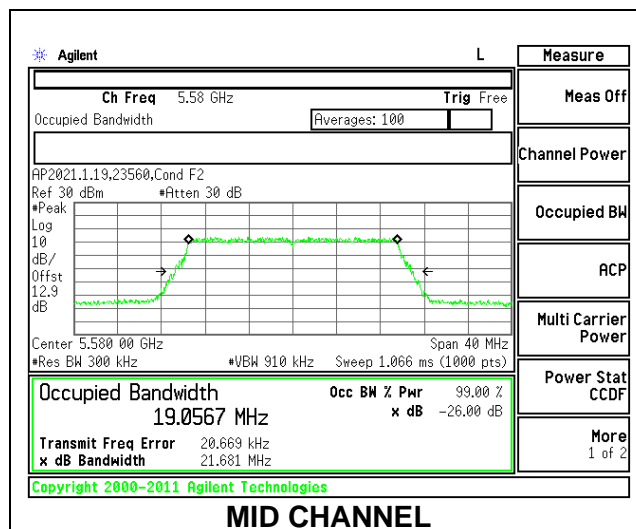 Agilent L Measure
Ch Freq 5.58 GHz Trig Free
Meas Off
Occupied Bandwidth Averages: 100
Channel Power
AP2021.1.19,23560,Cond F2
Ref 30 dBm #Atten 30 dB
#Peak
Log
10
dB/
Offst
12.9
dB
Occupied BW
ACP
Multi Carrier
Power
Center 5.580 00 GHz Span 40 MHz
#Res BW 300 kHz #VBW 910 kHz Sweep 1.066 ms (1000 pts)
Power Stat
CCDF
Occupied Bandwidth Occ BW % Pwr 99.00 %
19.0567 MHz x dB -26.00 dB
Transmit Freq Error 20.669 kHz
x dB Bandwidth 21.681 MHz
More
1 of 2
Copyright 2000-2011 Agilent Technologies
MID CHANNEL